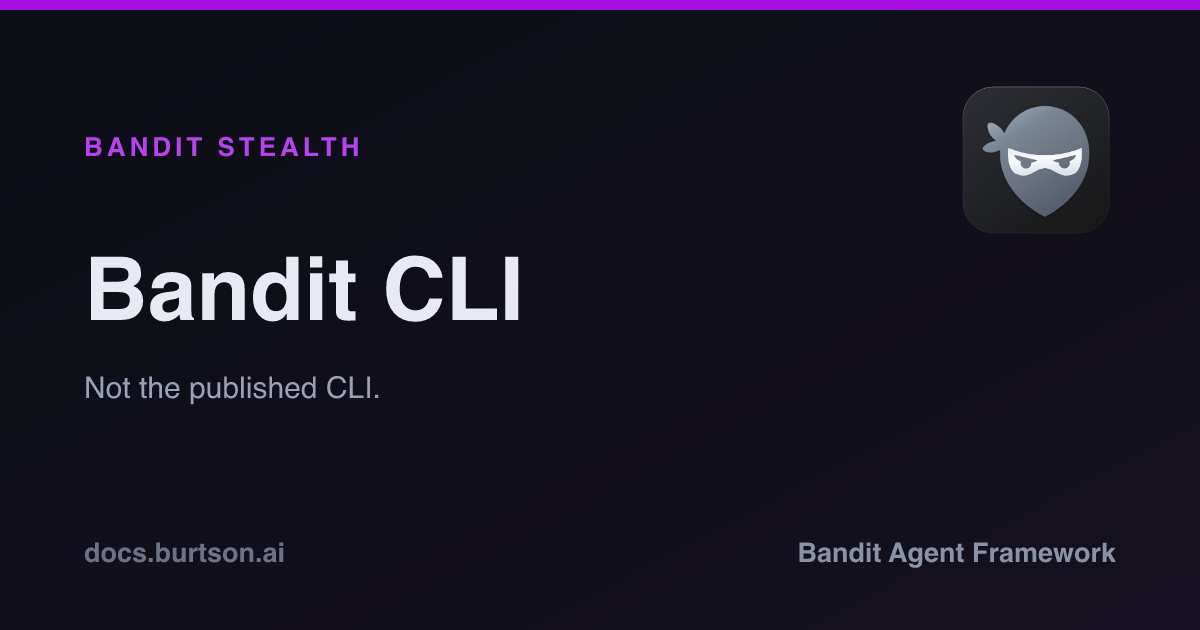 BANDIT STEALTH
Bandit CLI
Not the published CLI.
docs.burtson.ai
Bandit Agent Framework